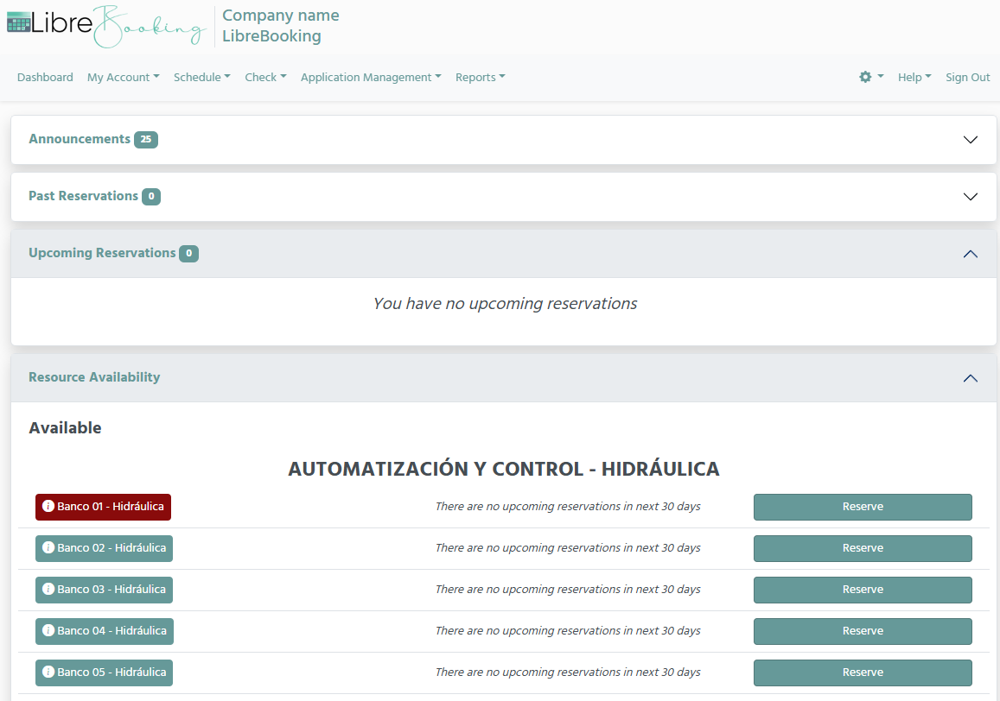 LibreBooking
Company name
LibreBooking
Dashboard My Account Schedule Check Application Management Reports Help Sign Out
Announcements 25
Past Reservations 0
Upcoming Reservations 0
You have no upcoming reservations
Resource Availability
Available
AUTOMATIZACIÓN Y CONTROL - HIDRÁULICA
i Banco 01 - Hidráulica There are no upcoming reservations in next 30 days Reserve
i Banco 02 - Hidráulica There are no upcoming reservations in next 30 days Reserve
i Banco 03 - Hidráulica There are no upcoming reservations in next 30 days Reserve
i Banco 04 - Hidráulica There are no upcoming reservations in next 30 days Reserve
i Banco 05 - Hidráulica There are no upcoming reservations in next 30 days Reserve